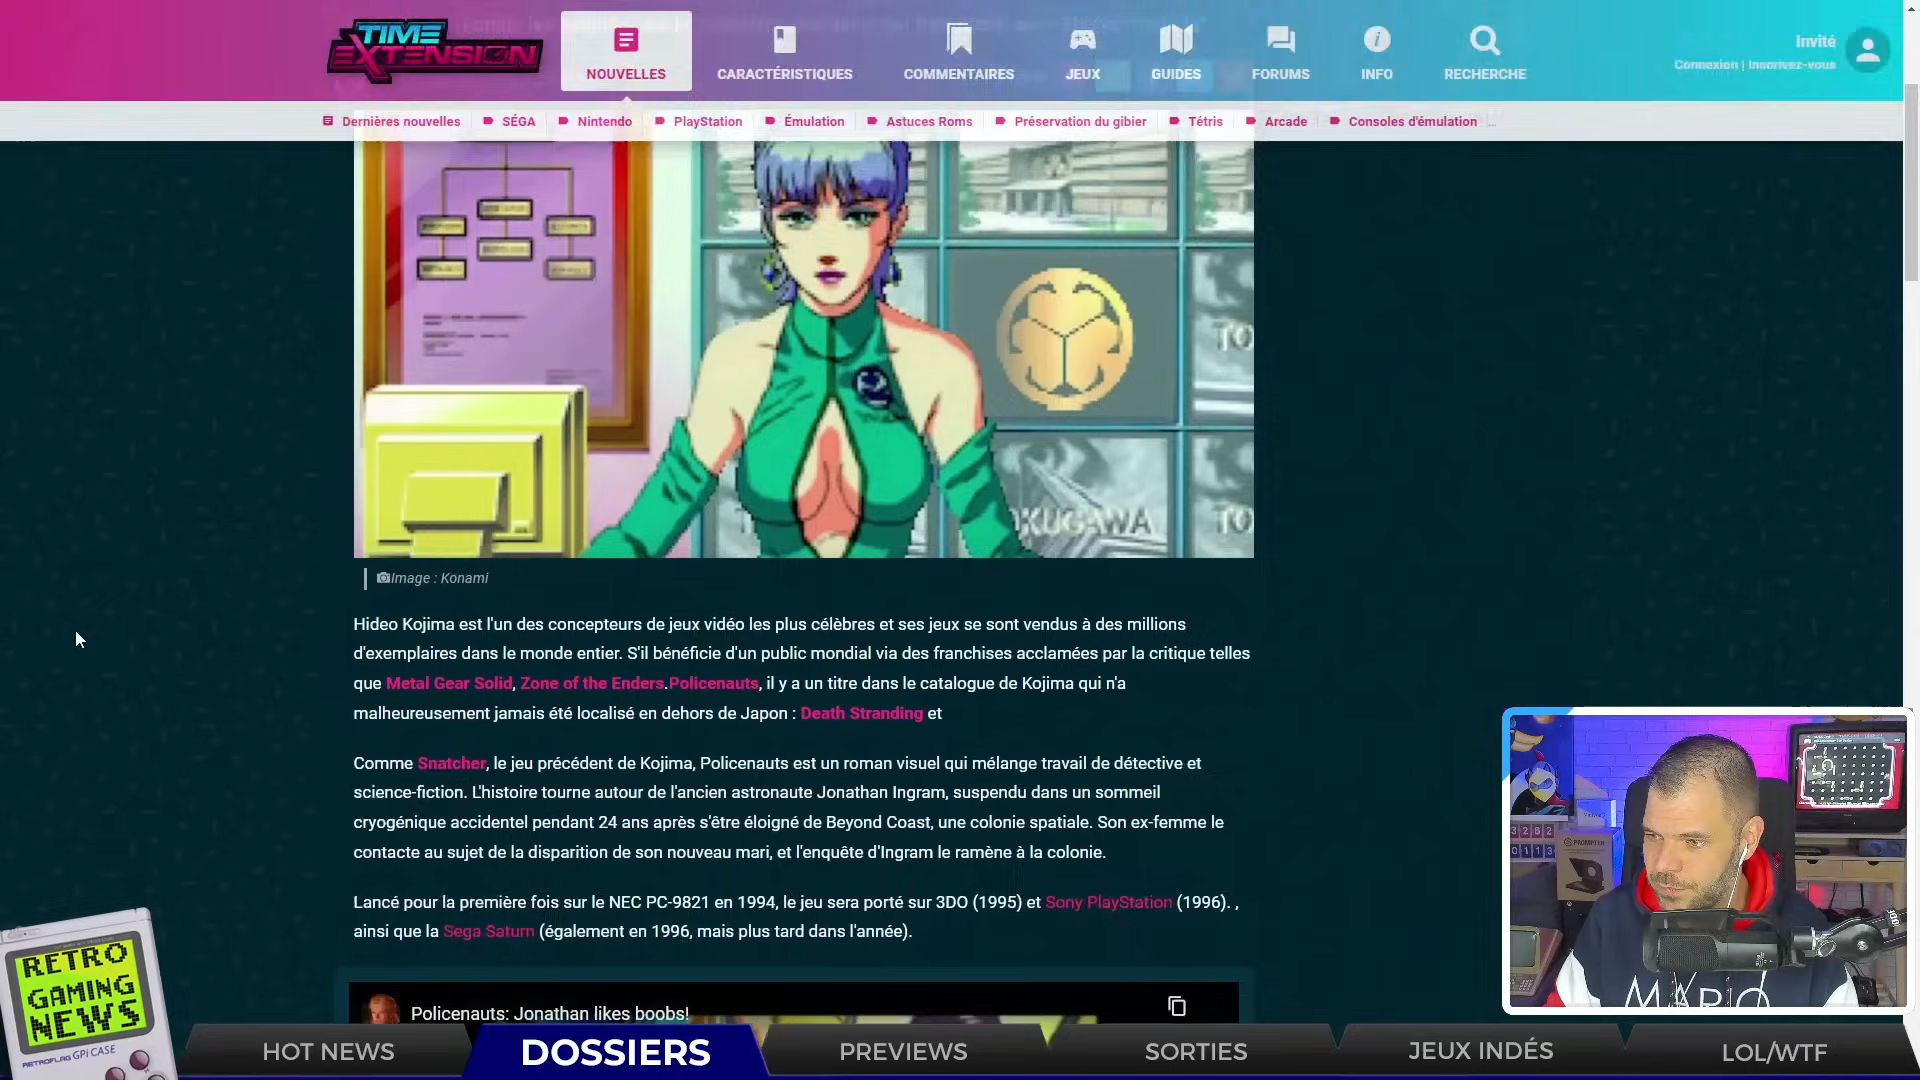 TIME
EXTENSION
NOUVELLES
CARACTÉRISTIQUES
COMMENTAIRES
JEUX
GUIDES
FORUMS
INFO
RECHERCHE
Invité
Connexion | Inscrivez-vous
Dernières nouvelles
SÉGA
Nintendo
PlayStation
Émulation
Astuces Roms
Préservation du gibier
Tétris
Arcade
Consoles d'émulation
...
TO
OKUGAWA
TO
Image : Konami
Hideo Kojima est l'un des concepteurs de jeux vidéo les plus célèbres et ses jeux se sont vendus à des millions
d'exemplaires dans le monde entier. S'il bénéficie d'un public mondial via des franchises acclamées par la critique telles
que Metal Gear Solid, Zone of the Enders.Policenauts, il y a un titre dans le catalogue de Kojima qui n'a
malheureusement jamais été localisé en dehors de Japon : Death Stranding et
Comme Snatcher, le jeu précédent de Kojima, Policenauts est un roman visuel qui mélange travail de détective et
science-fiction. L'histoire tourne autour de l'ancien astronaute Jonathan Ingram, suspendu dans un sommeil
cryogénique accidentel pendant 24 ans après s'être éloigné de Beyond Coast, une colonie spatiale. Son ex-femme le
contacte au sujet de la disparition de son nouveau mari, et l'enquête d'Ingram le ramène à la colonie.
Lancé pour la première fois sur le NEC PC-9821 en 1994, le jeu sera porté sur 3DO (1995) et Sony PlayStation (1996). ,
ainsi que la Sega Saturn (également en 1996, mais plus tard dans l'année).
Policenauts: Jonathan likes boobs!
PROMPTER
MARIO
RETRO
GAMING
NEWS
RETROFLAG GPi CASE
HOT NEWS
DOSSIERS
PREVIEWS
SORTIES
JEUX INDÉS
LOL/WTF